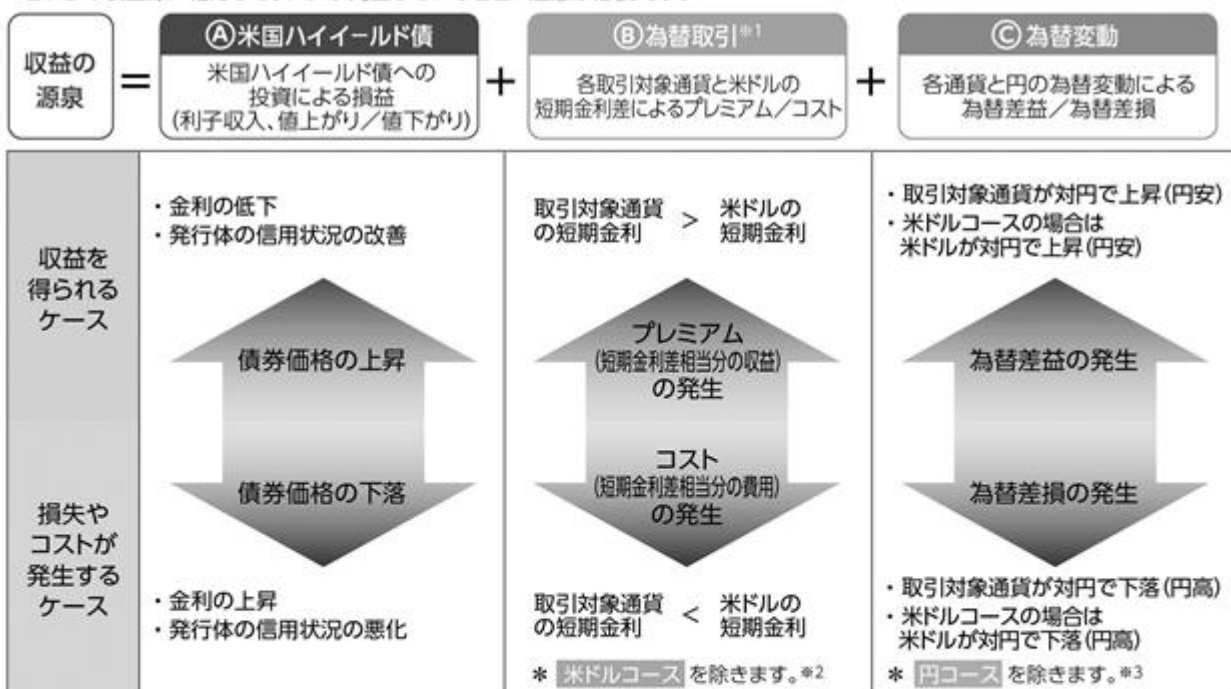 収益の
源泉
=
Ⓐ米国ハイイールド債
米国ハイイールド債への
投資による損益
(利子収入、値上がり／値下がり)
+
Ⓑ為替取引※1
各取引対象通貨と米ドルの
短期金利差によるプレミアム／コスト
+
Ⓒ為替変動
各通貨と円の為替変動による
為替差益／為替差損
収益を
得られる
ケース
・金利の低下
・発行体の信用状況の改善
債券価格の上昇
取引対象通貨
の短期金利
>
米ドルの
短期金利
プレミアム
(短期金利差相当分の収益)
の発生
・取引対象通貨が対円で上昇(円安)
・米ドルコースの場合は
米ドルが対円で上昇(円安)
為替差益の発生
損失や
コストが
発生する
ケース
債券価格の下落
・金利の上昇
・発行体の信用状況の悪化
コスト
(短期金利差相当分の費用)
の発生
取引対象通貨
の短期金利
<
米ドルの
短期金利
* 米ドルコース を除きます。※2
為替差損の発生
・取引対象通貨が対円で下落(円高)
・米ドルコースの場合は
米ドルが対円で下落(円高)
* 円コース を除きます。※3